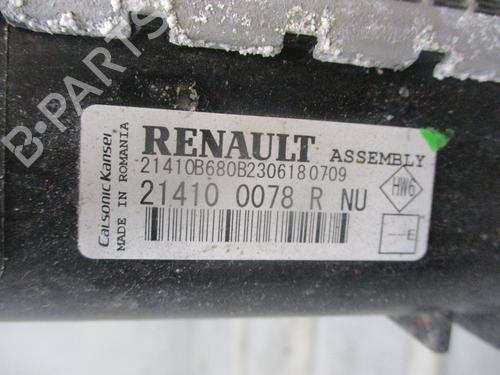 B-PARTS
Calsonic Kansei
MADE IN ROMANIA
RENAULT ASSEMBLY
21410B680B2306180709
21410 0078 R NU
HW6
--E